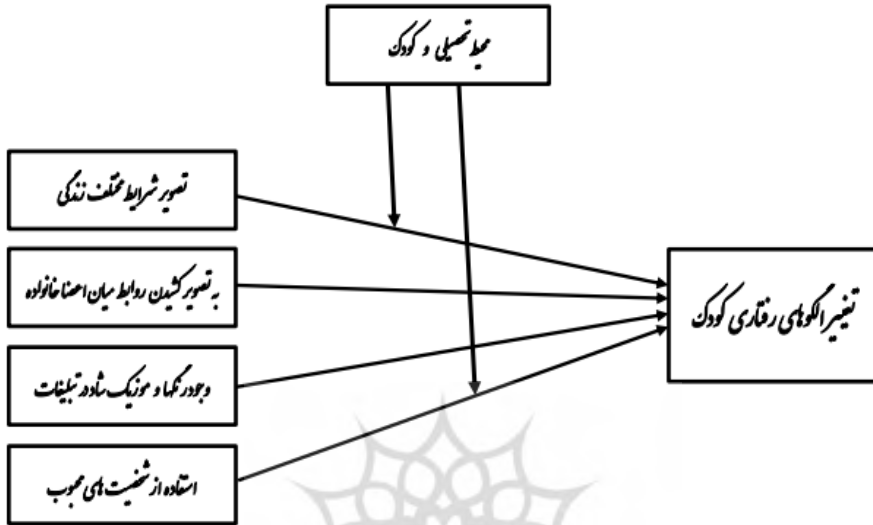 محیط تحصیلی و کودک
تصویر شرایط مختلف زندگی
به تصویر کشیدن روابط میان اعضا خانواده
وجود رنگها و موزیک شاد در تبلیغات
استفاده از شخصیت های محبوب
تغییر الگوهای رفتاری کودک